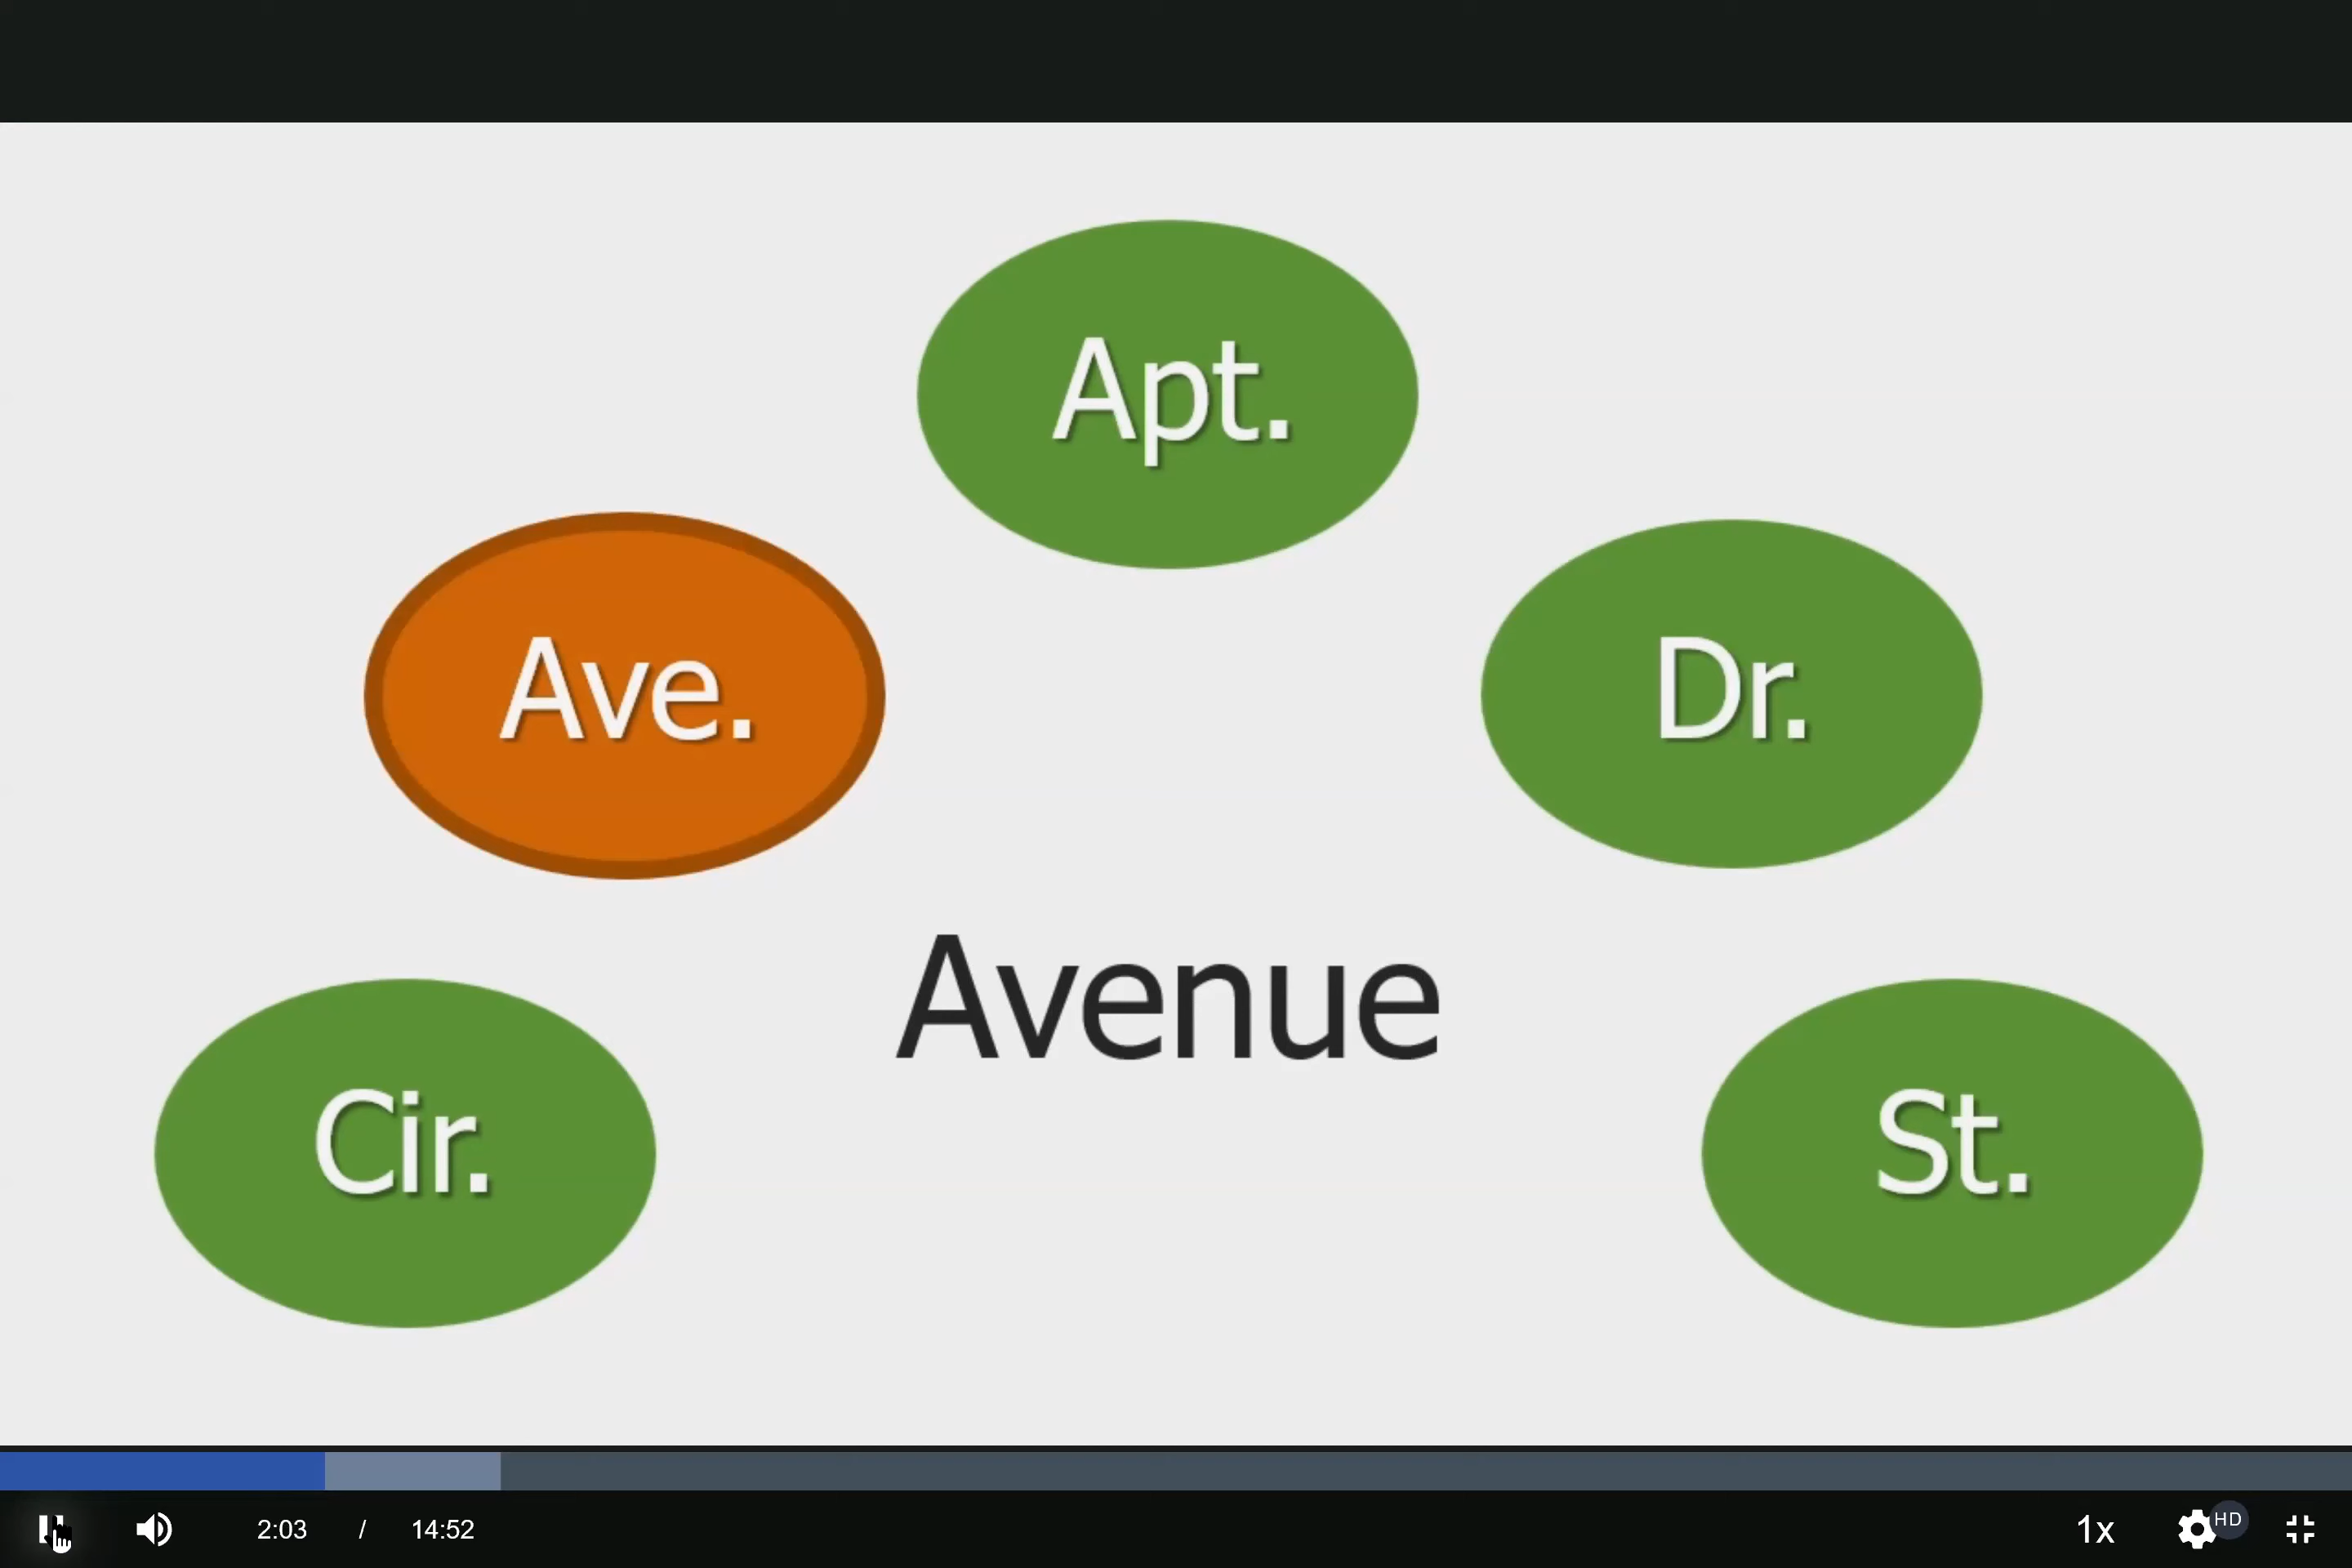 Apt.
Ave.
Dr.
Avenue
Cir.
St.
2:03 / 14:52
1x
HD